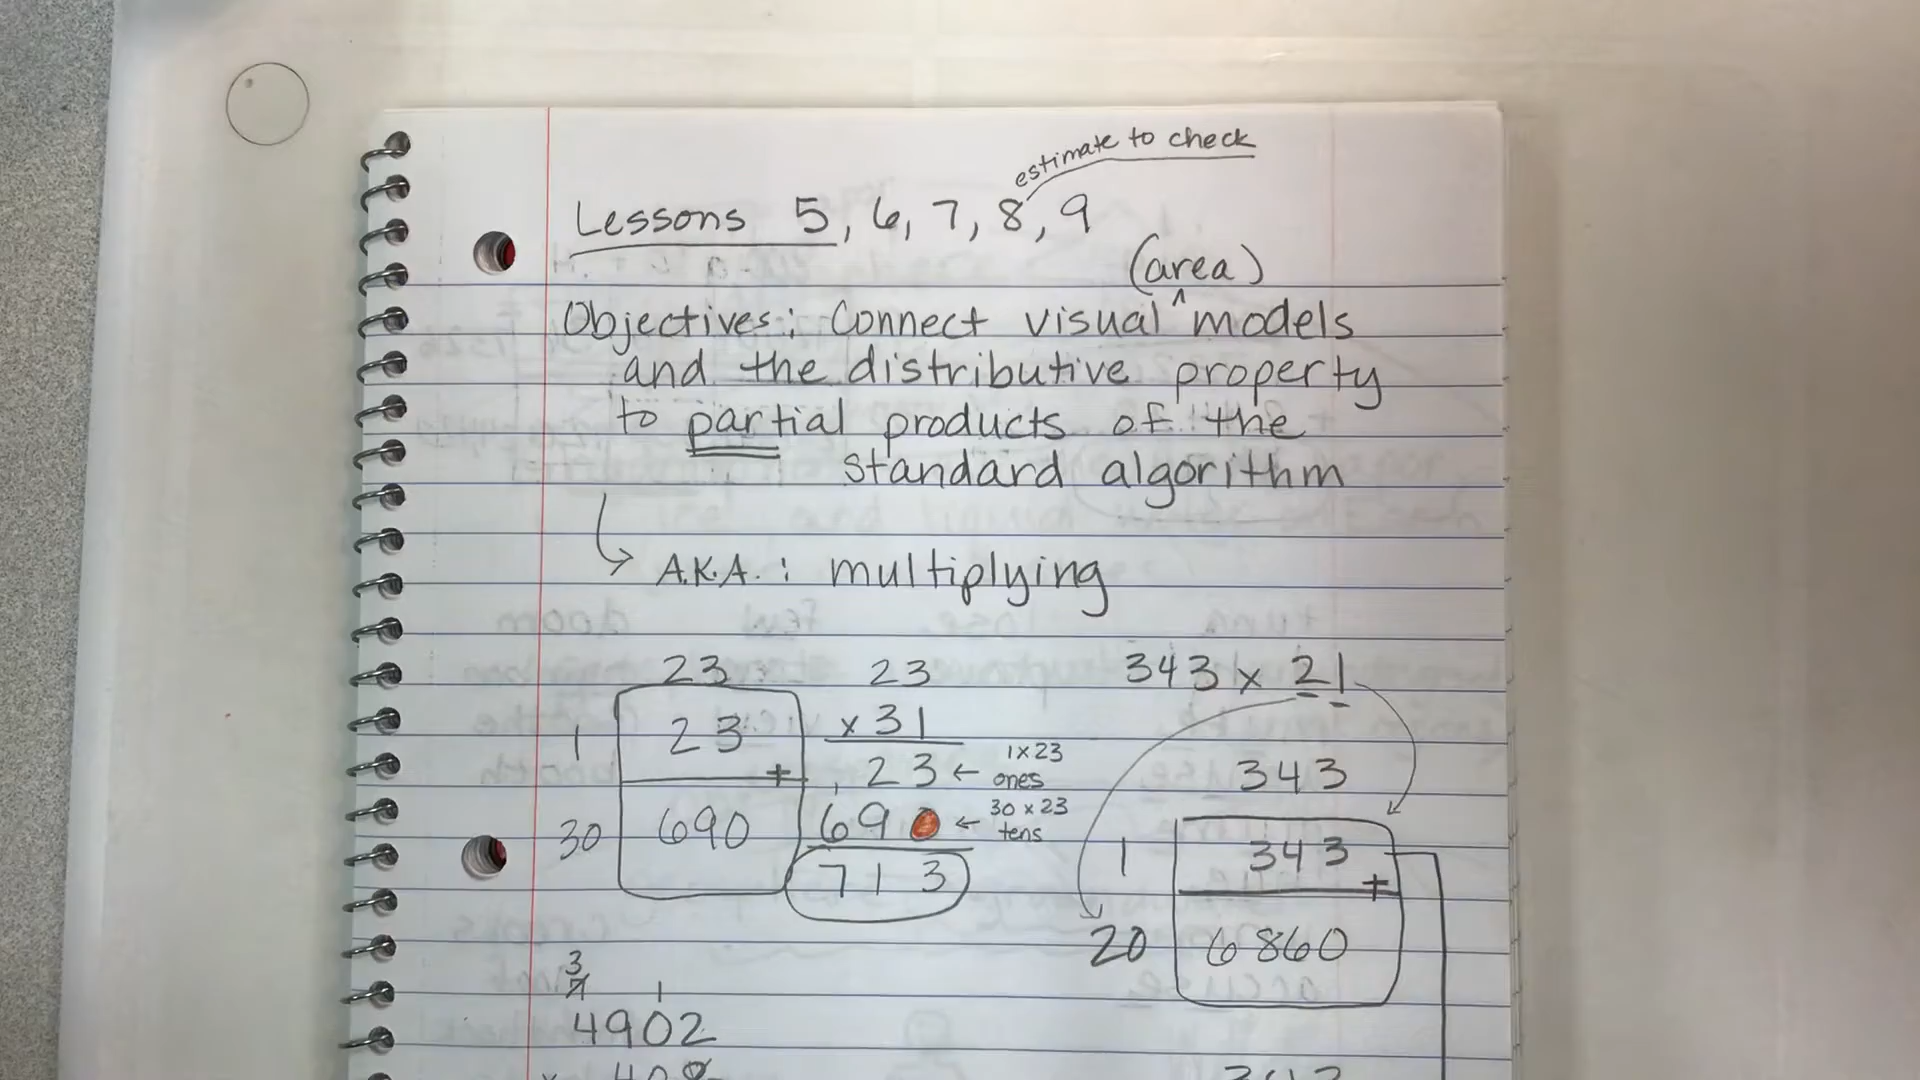 estimate to check
Lessons 5, 6, 7, 8, 9
(area)
Objectives: Connect visual ^ models
and the distributive property
to partial products of the
standard algorithm
A.K.A.: multiplying
23
1 23
+
30 690
23
x 31
23 ← 1x23
ones
690 ← 30 x 23
tens
713
343 x 21
343
1 343
+
20 6860
3
1
4902